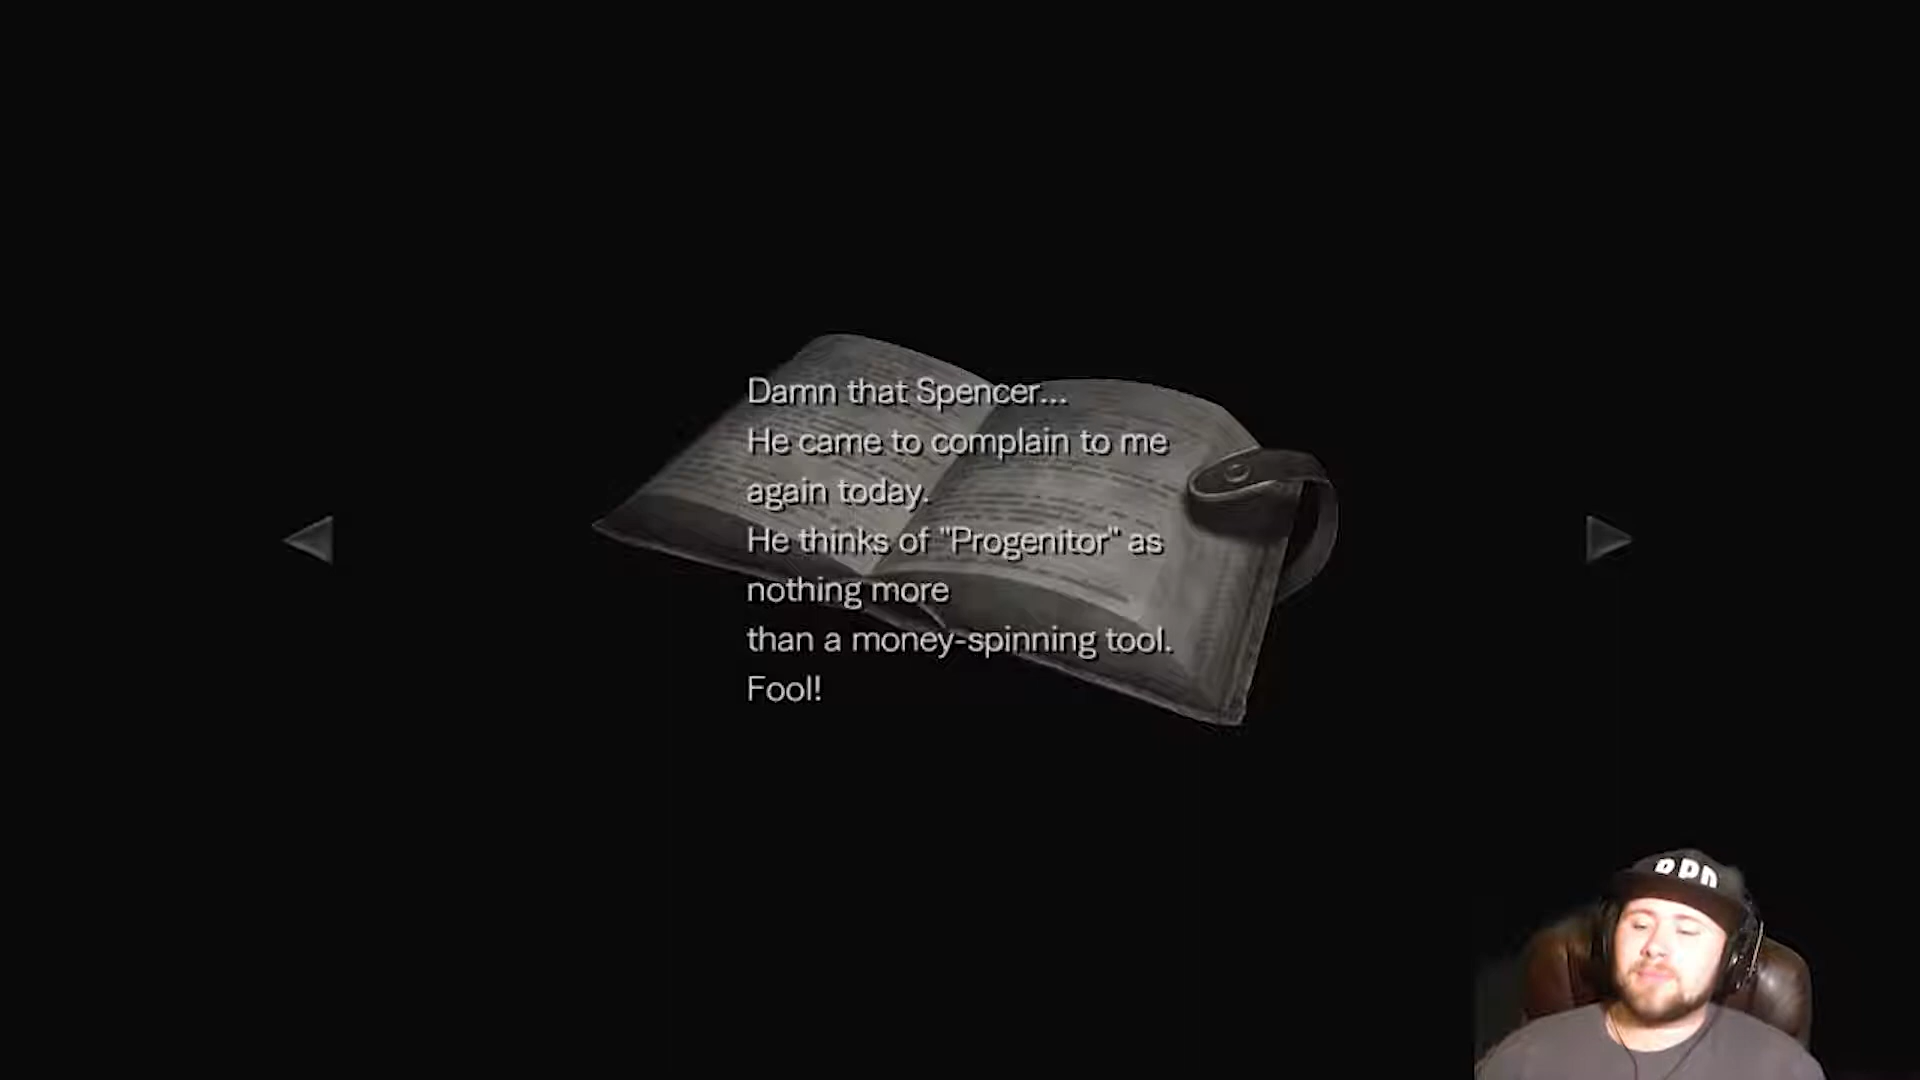 Damn that Spencer...
He came to complain to me
again today.
He thinks of "Progenitor" as
nothing more
than a money-spinning tool.
Fool!
RPD